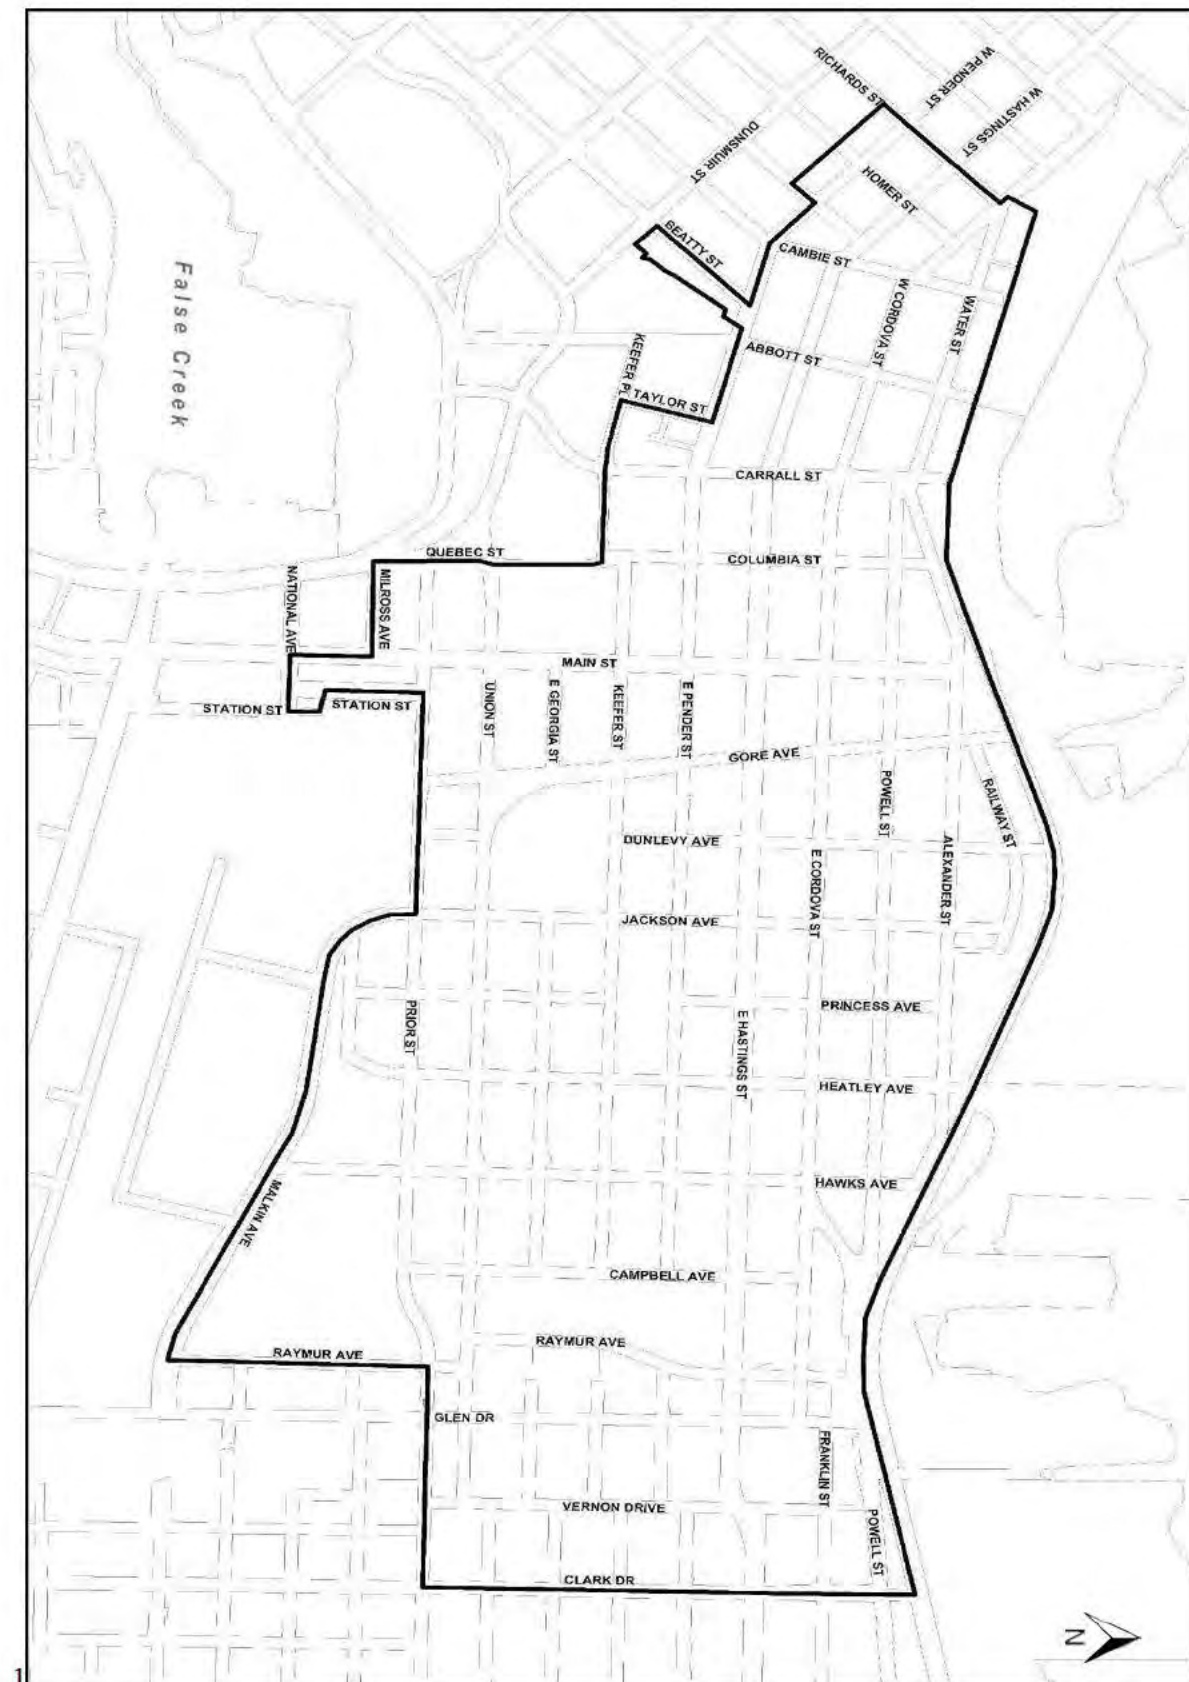 RICHARDS ST
W PENDER ST
W HASTINGS ST
DUNSMUIR ST
HOMER ST
BEATTY ST
CAMBIE ST
False Creek
W CORDOVA ST
WATER ST
KEEFER PL
ABBOTT ST
TAYLOR ST
CARRALL ST
QUEBEC ST
COLUMBIA ST
NATIONAL AVE
MILROSS AVE
MAIN ST
STATION ST
STATION ST
UNION ST
E GEORGIA ST
KEEFER ST
E PENDER ST
GORE AVE
POWELL ST
RAILWAY ST
DUNLEVY AVE
E CORDOVA ST
ALEXANDER ST
JACKSON AVE
PRIOR ST
E HASTINGS ST
PRINCESS AVE
HEATLEY AVE
MALKIN AVE
HAWKS AVE
CAMPBELL AVE
RAYMUR AVE
RAYMUR AVE
GLEN DR
FRANKLIN ST
VERNON DRIVE
POWELL ST
CLARK DR
N
1